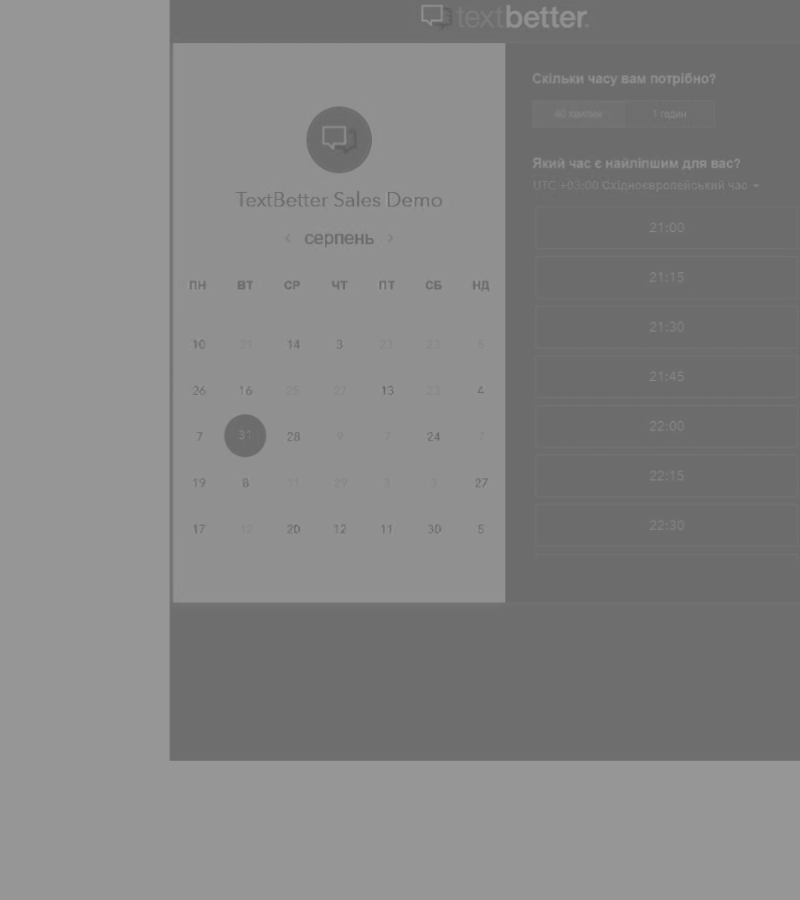 textbetter.
TextBetter Sales Demo
‹ серпень ›
ПН ВТ СР ЧТ ПТ СБ НД
10 21 14 3 21 23 5
26 16 25 27 13 23 4
7 31 28 9 7 24 7
19 8 11 29 3 3 27
17 12 20 12 11 30 5
Скільки часу вам потрібно?
1 годин
Який час є найліпшим для вас?
UTC +03:00 Східноєвропейський час
21:00
21:15
21:30
21:45
22:00
22:15
22:30